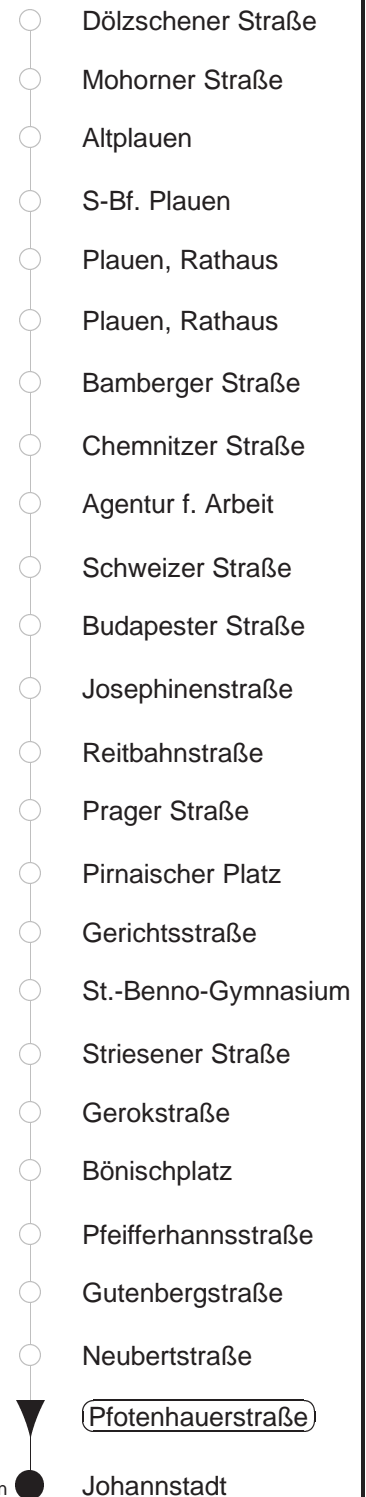 Dölzschener Straße
Mohorner Straße
Altplauen
S-Bf. Plauen
Plauen, Rathaus
Plauen, Rathaus
Bamberger Straße
Chemnitzer Straße
Agentur f. Arbeit
Schweizer Straße
Budapester Straße
Josephinenstraße
Reitbahnstraße
Prager Straße
Pirnaischer Platz
Gerichtsstraße
St.-Benno-Gymnasium
Striesener Straße
Gerokstraße
Bönischplatz
Pfeifferhannsstraße
Gutenbergstraße
Neubertstraße
Pfotenhauerstraße
Johannstadt